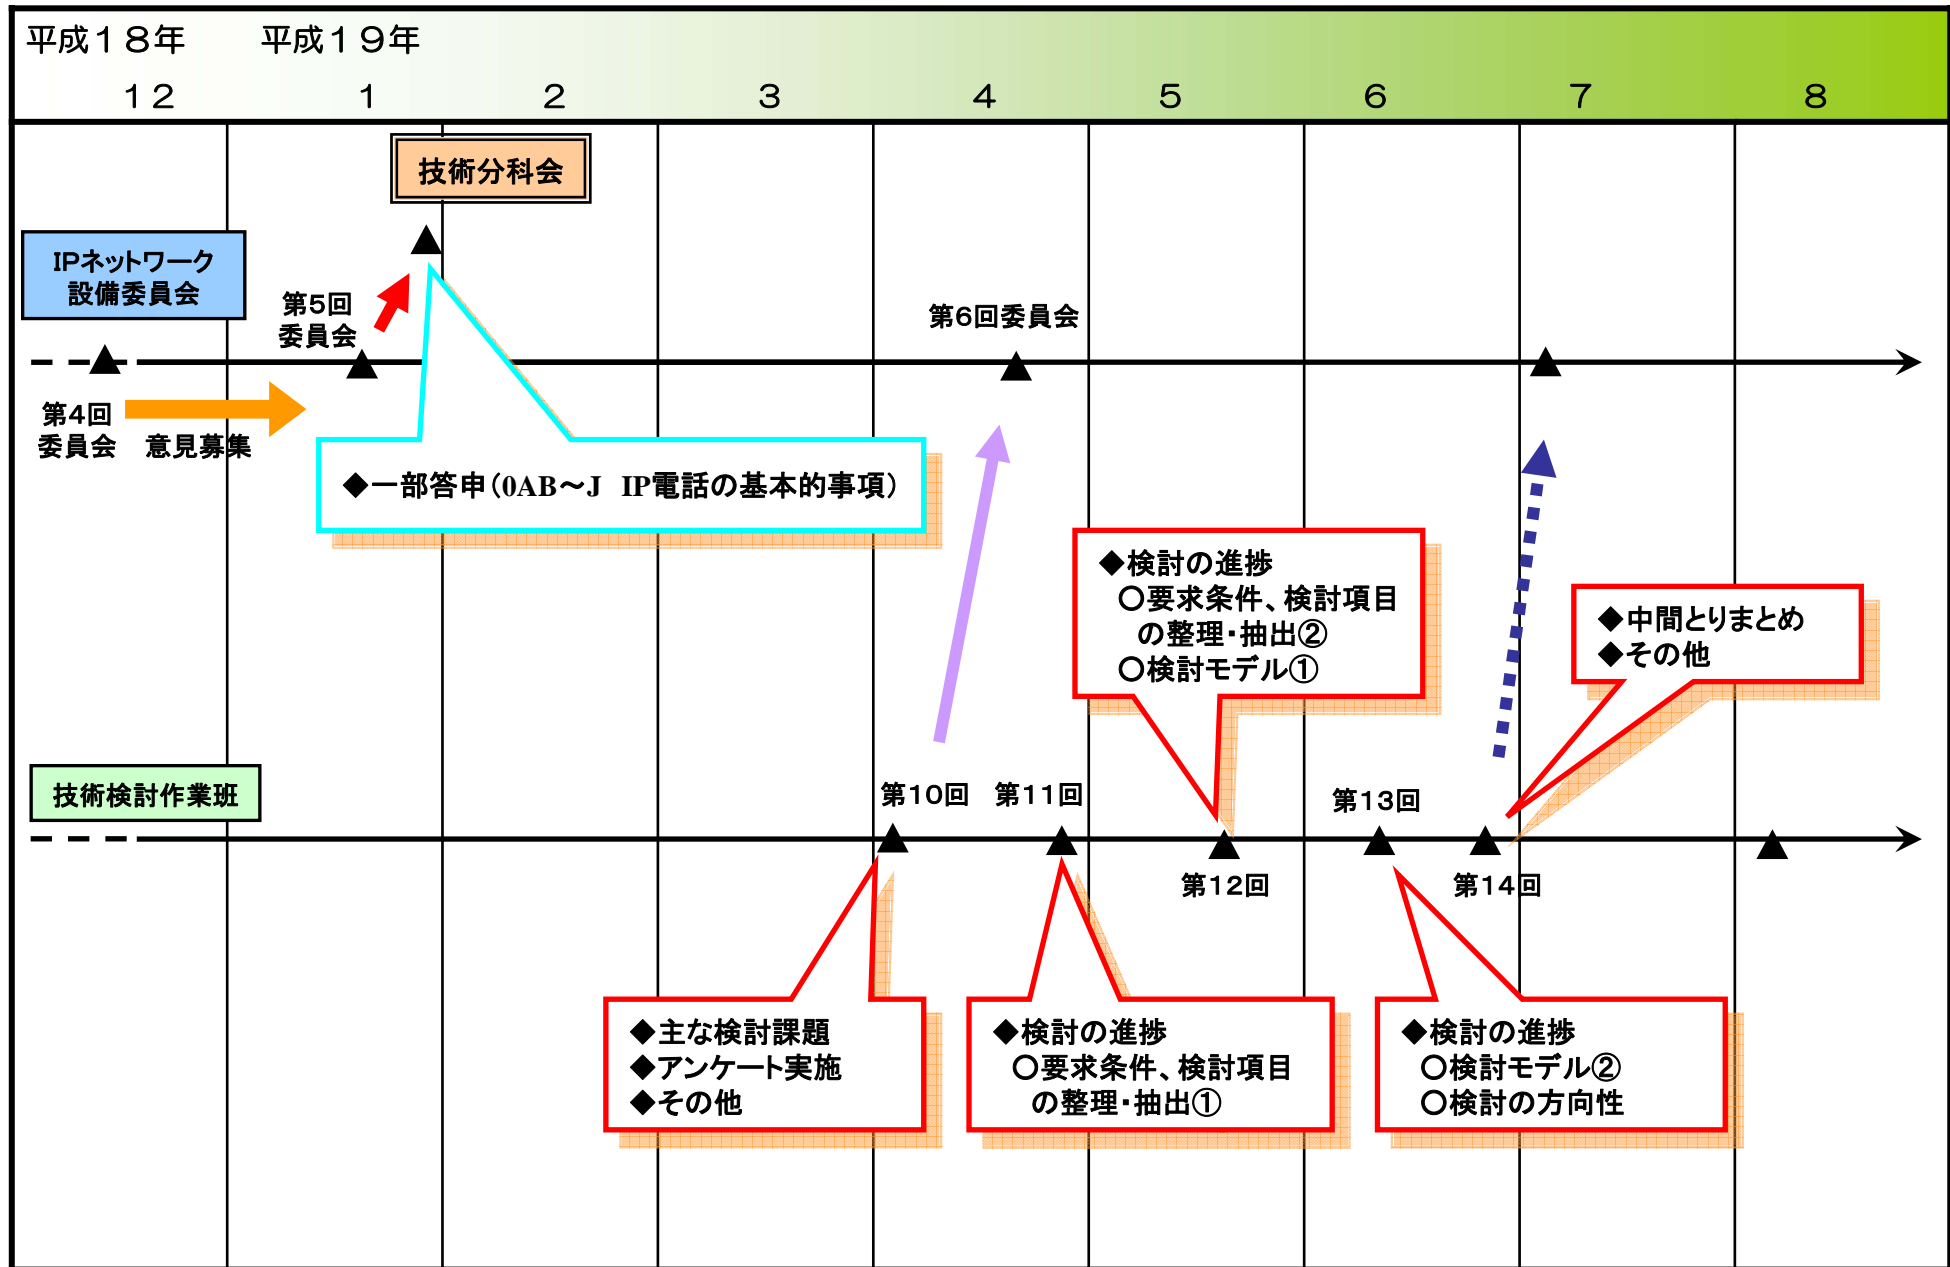 平成１８年　平成１９年
１２　１　２　３　４　５　６　７　８
技術分科会
IPネットワーク
設備委員会
第5回
委員会
第6回委員会
第4回
委員会
意見募集
◆一部答申（0AB～J　IP電話の基本的事項）
◆検討の進捗
○要求条件、検討項目
の整理・抽出②
○検討モデル①
◆中間とりまとめ
◆その他
技術検討作業班
第10回
第11回
第13回
第12回
第14回
◆主な検討課題
◆アンケート実施
◆その他
◆検討の進捗
○要求条件、検討項目
の整理・抽出①
◆検討の進捗
○検討モデル②
○検討の方向性